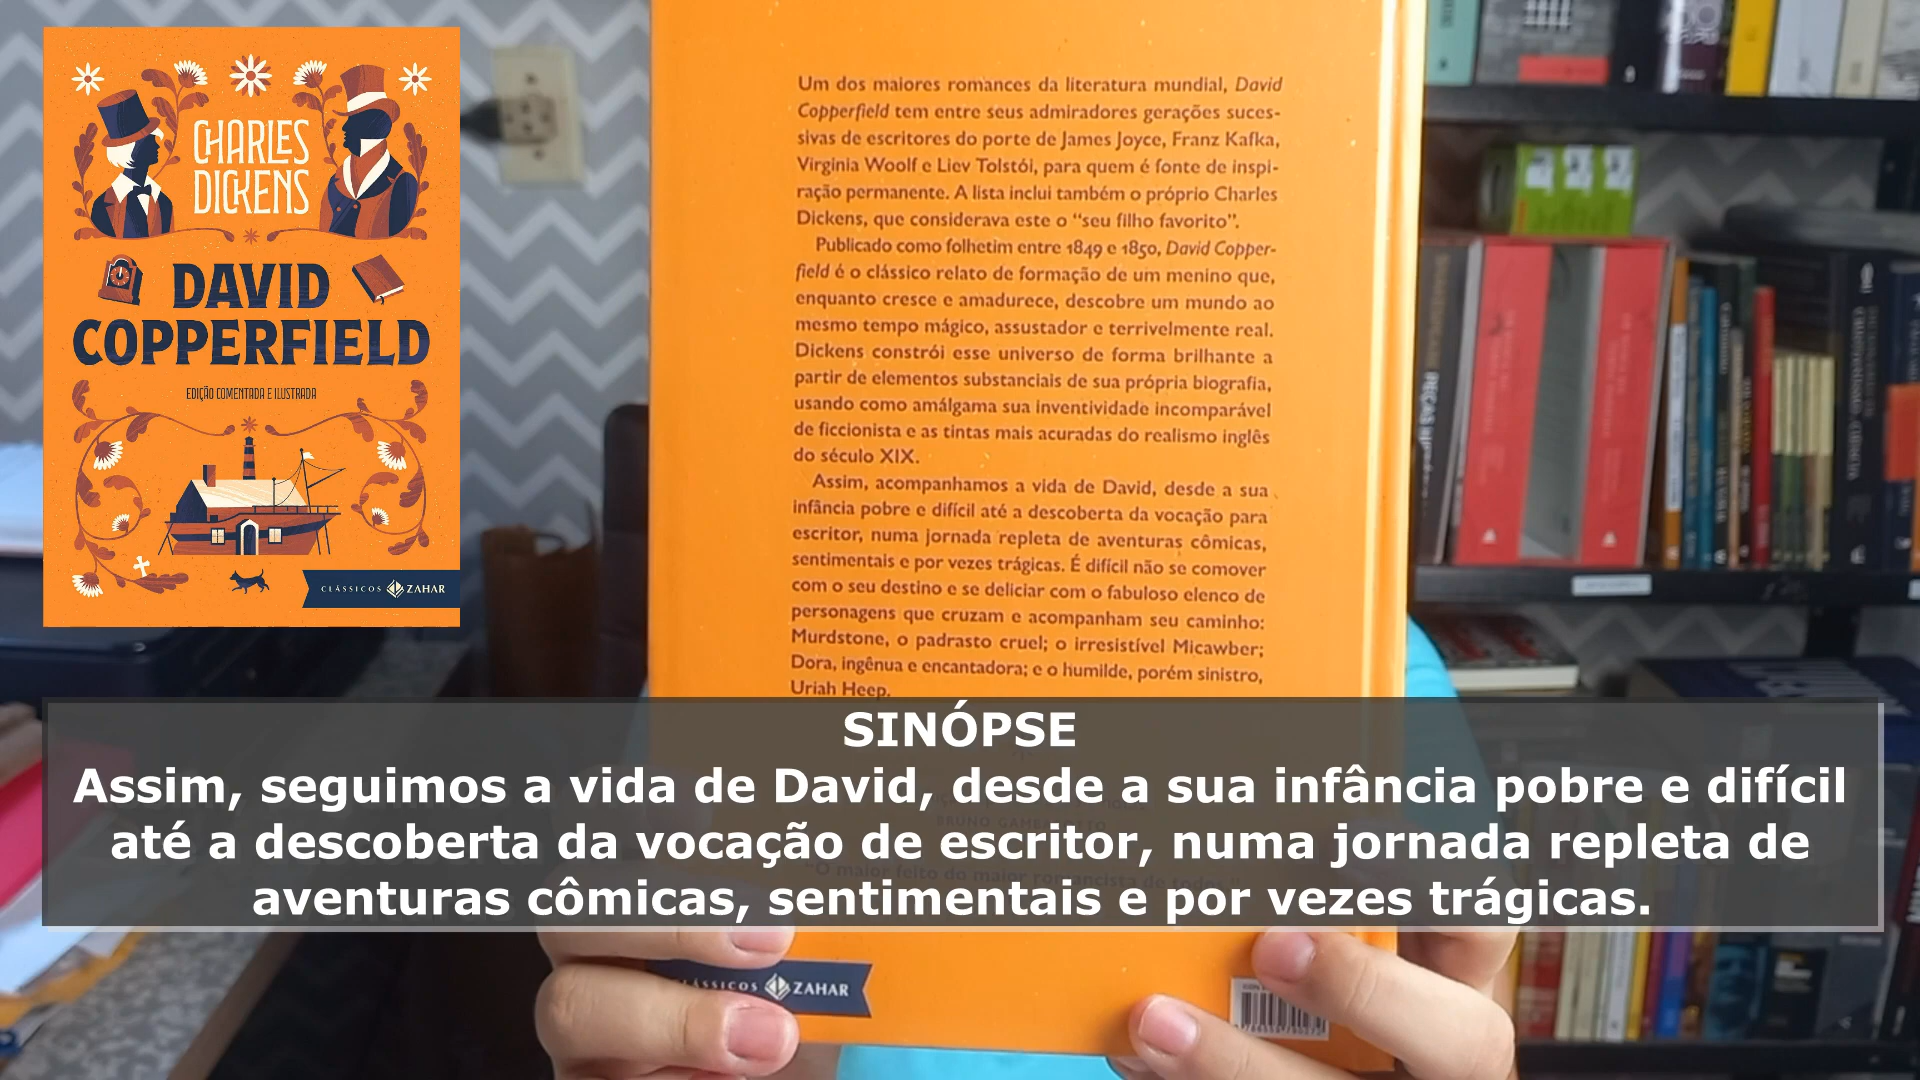 CHARLES
DICKENS
DAVID
COPPERFIELD
EDIÇÃO COMENTADA E ILUSTRADA
CLÁSSICOS ZAHAR
Um dos maiores romances da literatura mundial, David
Copperfield tem entre seus admiradores gerações suces-
sivas de escritores do porte de James Joyce, Franz Kafka,
Virginia Woolf e Liev Tolstói, para quem é fonte de inspi-
ração permanente. A lista inclui também o próprio Charles
Dickens, que considerava este o “seu filho favorito”.
Publicado como folhetim entre 1849 e 1850, David Copper-
field é o clássico relato de formação de um menino que,
enquanto cresce e amadurece, descobre um mundo ao
mesmo tempo mágico, assustador e terrivelmente real.
Dickens constrói esse universo de forma brilhante a
partir de elementos substanciais de sua própria biografia,
usando como amálgama sua inventividade incomparável
de ficcionista e as tintas mais acuradas do realismo inglês
do século XIX.
Assim, acompanhamos a vida de David, desde a sua
infância pobre e difícil até a descoberta da vocação para
escritor, numa jornada repleta de aventuras cômicas,
sentimentais e por vezes trágicas. É difícil não se comover
com o seu destino e se deliciar com o fabuloso elenco de
personagens que cruzam e acompanham seu caminho:
Murdstone, o padrasto cruel; o irresistível Micawber;
Dora, ingênua e encantadora; e o humilde, porém sinistro,
Uriah Heep.
SINÓPSE
Assim, seguimos a vida de David, desde a sua infância pobre e difícil
até a descoberta da vocação de escritor, numa jornada repleta de
aventuras cômicas, sentimentais e por vezes trágicas.
“O maior feito do maior romancista de todos.”
ZAHAR